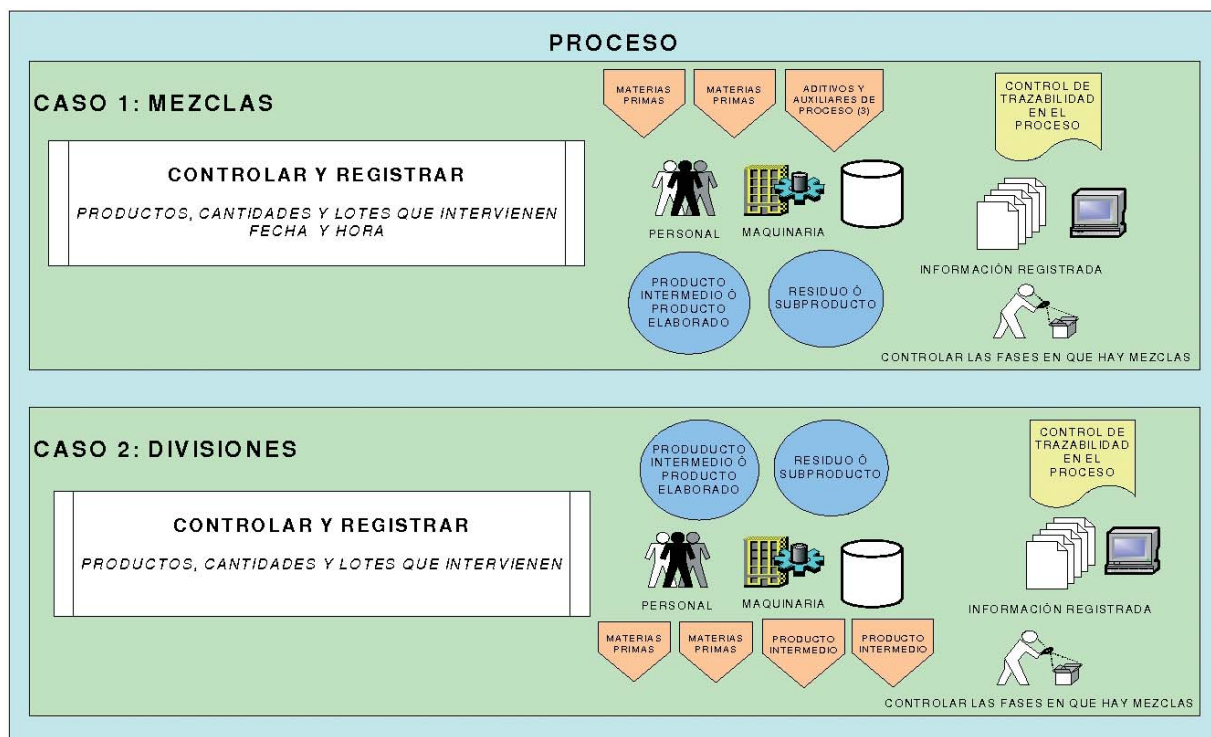 PROCESO
CASO 1: MEZCLAS
CONTROLAR Y REGISTRAR
PRODUCTOS, CANTIDADES Y LOTES QUE INTERVIENEN
FECHA Y HORA
MATERIAS
PRIMAS
MATERIAS
PRIMAS
ADITIVOS Y
AUXILIARES DE
PROCESO (3)
PERSONAL
MAQUINARIA
PRODUCTO
INTERMEDIO Ó
PRODUCTO
ELABORADO
RESIDUO Ó
SUBPRODUCTO
CONTROL DE
TRAZABILIDAD
EN EL
PROCESO
INFORMACIÓN REGISTRADA
CONTROLAR LAS FASES EN QUE HAY MEZCLAS
CASO 2: DIVISIONES
CONTROLAR Y REGISTRAR
PRODUCTOS, CANTIDADES Y LOTES QUE INTERVIENEN
PRODUDUCTO
INTERMEDIO Ó
PRODUCTO
ELABORADO
RESIDUO Ó
SUBPRODUCTO
PERSONAL
MAQUINARIA
MATERIAS
PRIMAS
MATERIAS
PRIMAS
PRODUCTO
INTERMEDIO
PRODUCTO
INTERMEDIO
CONTROL DE
TRAZABILIDAD
EN EL
PROCESO
INFORMACIÓN REGISTRADA
CONTROLAR LAS FASES EN QUE HAY MEZCLAS